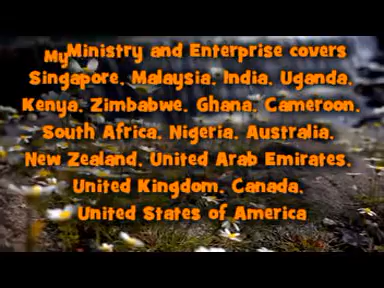 My Ministry and Enterprise covers
Singapore, Malaysia, India, Uganda,
Kenya, Zimbabwe, Ghana, Cameroon,
South Africa, Nigeria, Australia,
New Zealand, United Arab Emirates,
United Kingdom, Canada,
United States of America